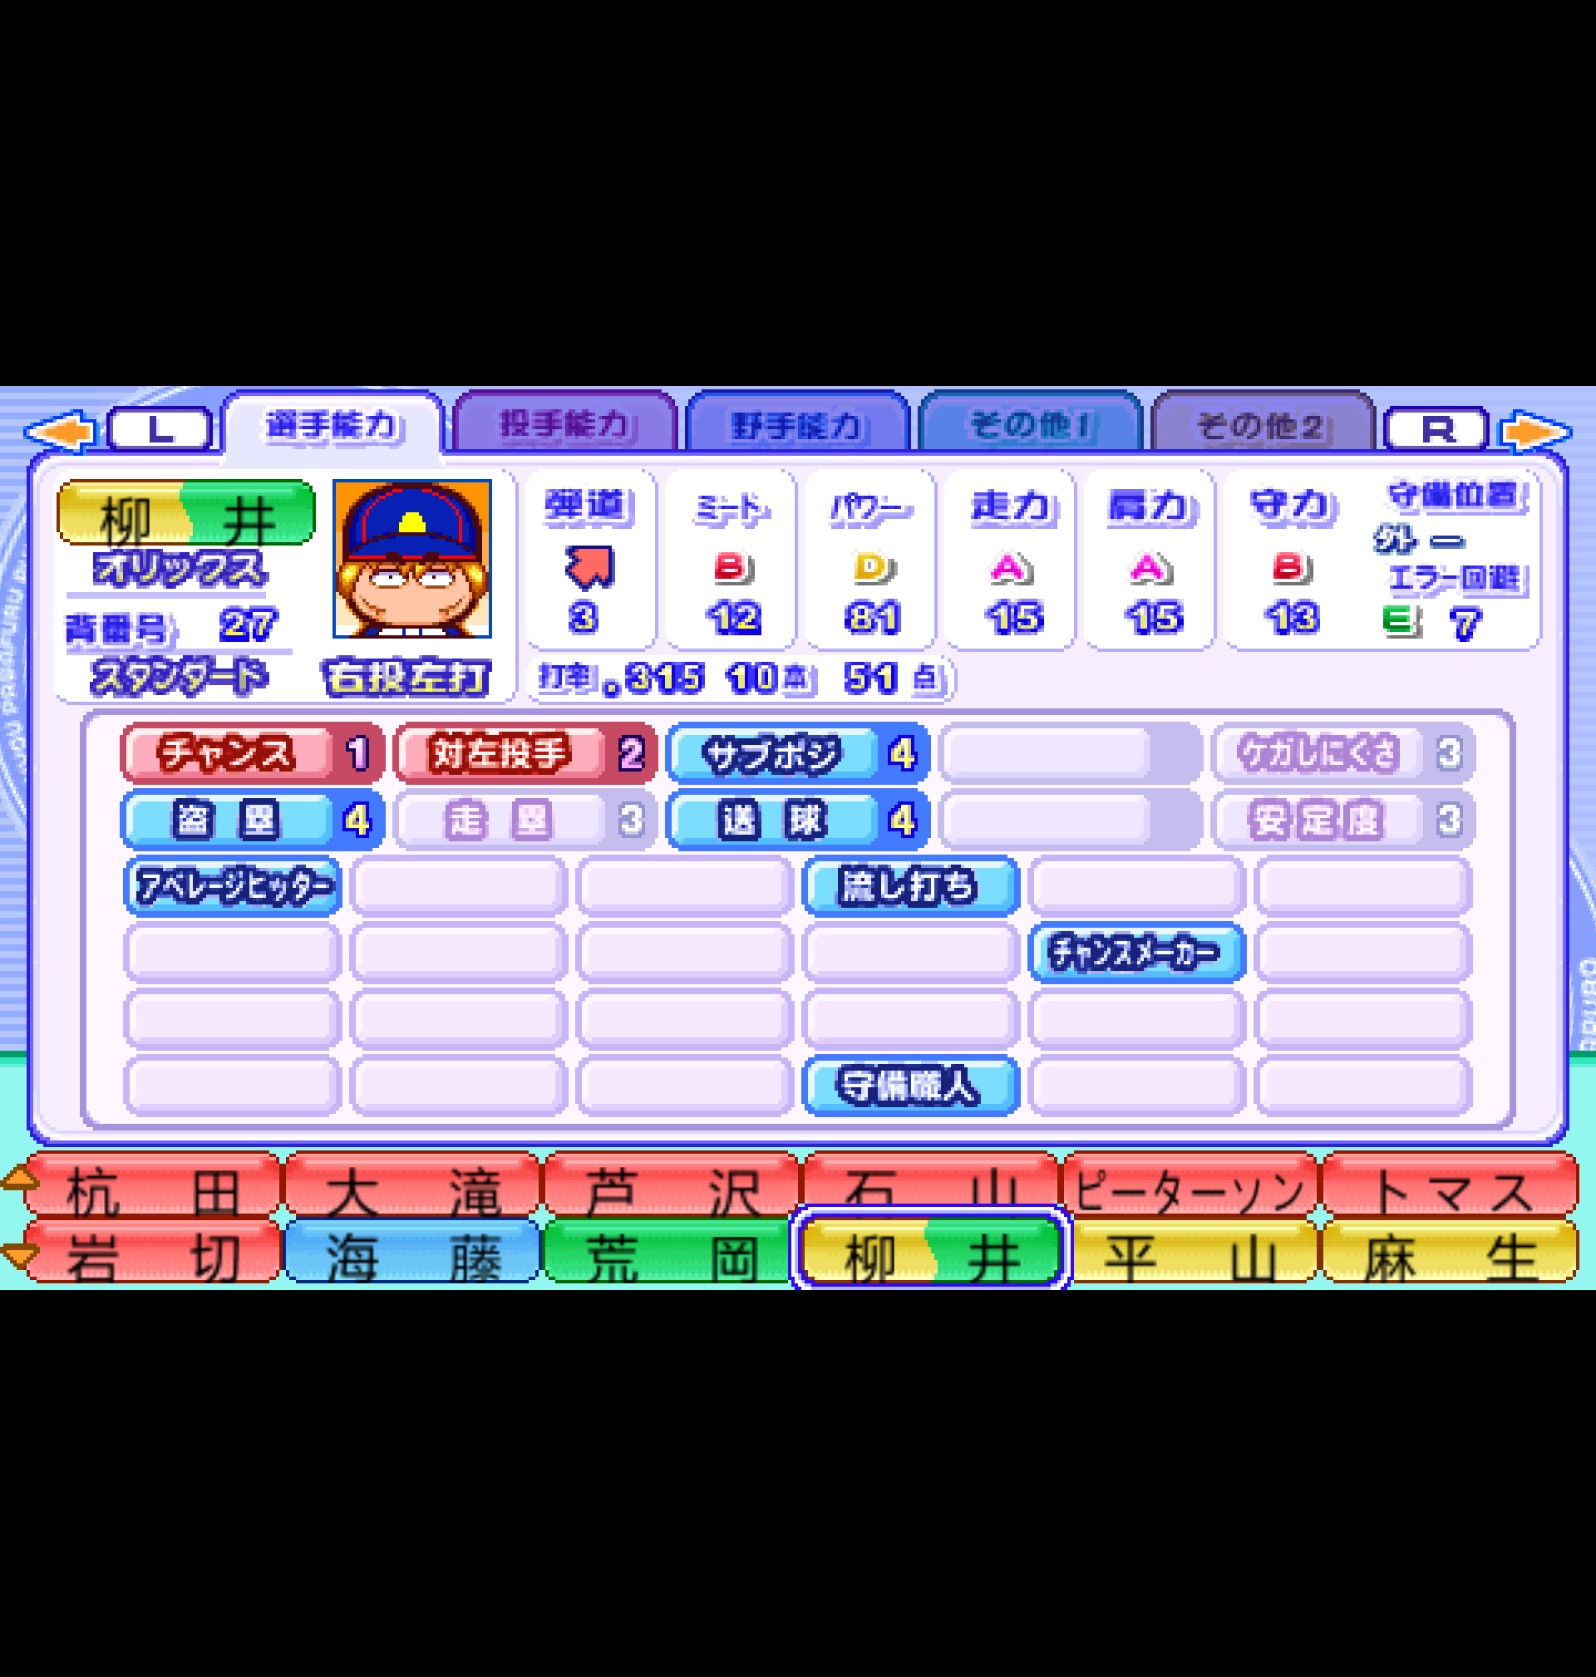 L 選手能力 投手能力 野手能力 その他1 その他2 R
柳井 弾道 ミート パワー 走力 肩力 守力 守備位置
オリックス B D A A B 外 ー
エラー回避
背番号 27 3 12 81 15 15 13 E 7
スタンダード 右投左打 打率.315 10本 51点
チャンス 1 対左投手 2 サブポジ 4 ケガしにくさ 3
盗塁 4 走塁 3 送球 4 安定度 3
アベレージヒッター 流し打ち
チャンスメーカー
守備職人
杭田 大滝 芦沢 石山 ピーターソン トマス
岩切 海藤 荒岡 柳井 平山 麻生